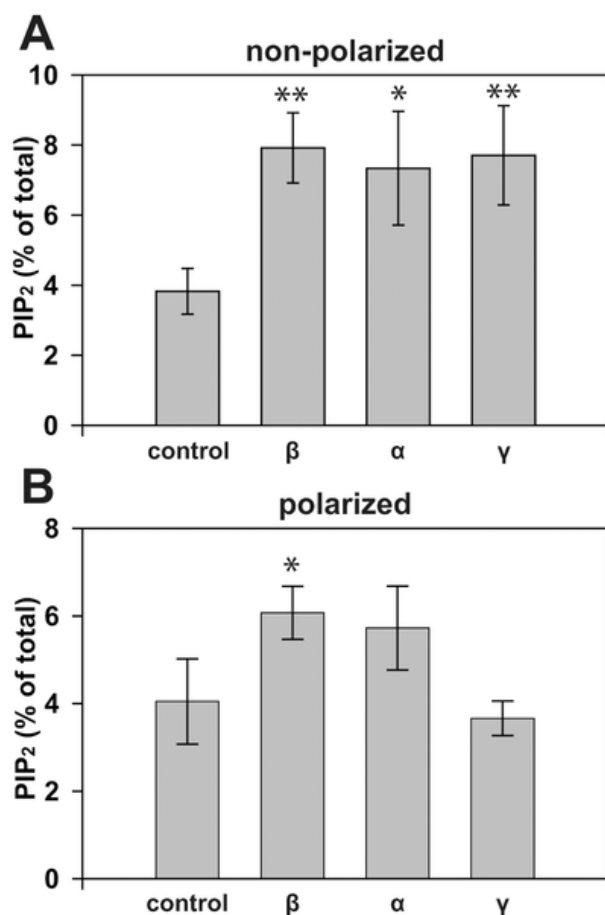 A
non-polarized
PIP₂ (% of total)
10
8
6
4
2
0
** * **
control β α γ
B
polarized
PIP₂ (% of total)
8
6
4
2
0
*
control β α γ